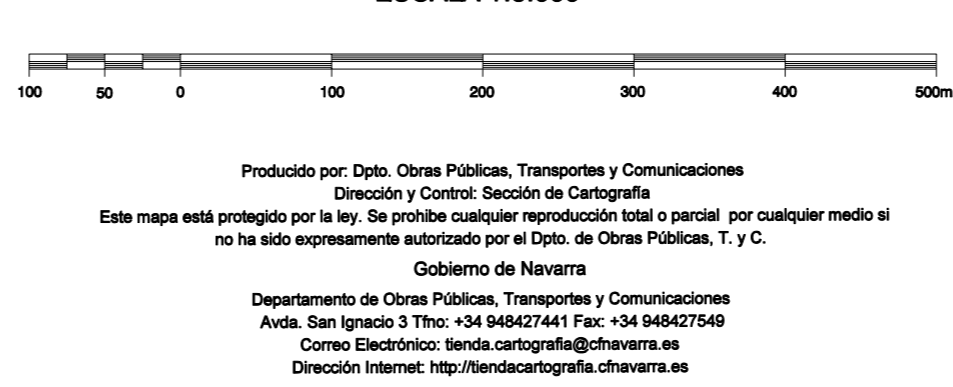 100 50 0 100 200 300 400 500m
Producido por: Dpto. Obras Públicas, Transportes y Comunicaciones
Dirección y Control: Sección de Cartografía
Este mapa está protegido por la ley. Se prohibe cualquier reproducción total o parcial por cualquier medio si
no ha sido expresamente autorizado por el Dpto. de Obras Públicas, T. y C.
Gobierno de Navarra
Departamento de Obras Públicas, Transportes y Comunicaciones
Avda. San Ignacio 3 Tfno: +34 948427441 Fax: +34 948427549
Correo Electrónico: tienda.cartografia@cfnavarra.es
Dirección Internet: http://tiendacartografia.cfnavarra.es